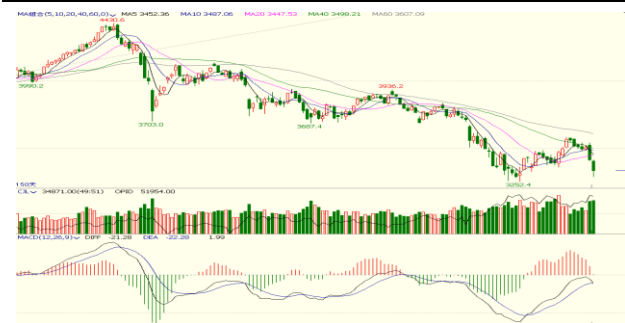 MA组合(5,10,20,40,60,0) MA5 3452.36 MA10 3487.06 MA20 3447.53 MA40 3498.21 MA60 3607.09
4430.6
3990.2
3936.2
3703.0
3687.4
3252.4
150天
CJL 34871.00(49:51) OPID 51954.00
MACD(12,26,9) DIFF -21.28 DEA -22.28 1.99